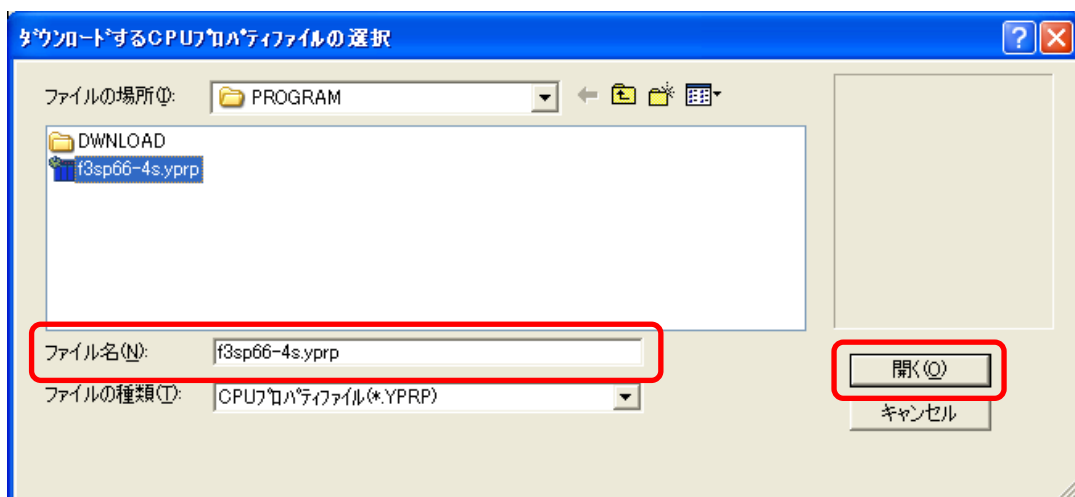 ﾀﾞｳﾝﾛｰﾄﾞするCPUﾌﾟﾛﾊﾟﾃｨﾌｧｲﾙの選択
ファイルの場所(I):
PROGRAM
DWNLOAD
f3sp66-4s.yprp
ファイル名(N):
f3sp66-4s.yprp
開く(O)
ファイルの種類(T):
CPUﾌﾟﾛﾊﾟﾃｨﾌｧｲﾙ(*.YPRP)
キャンセル